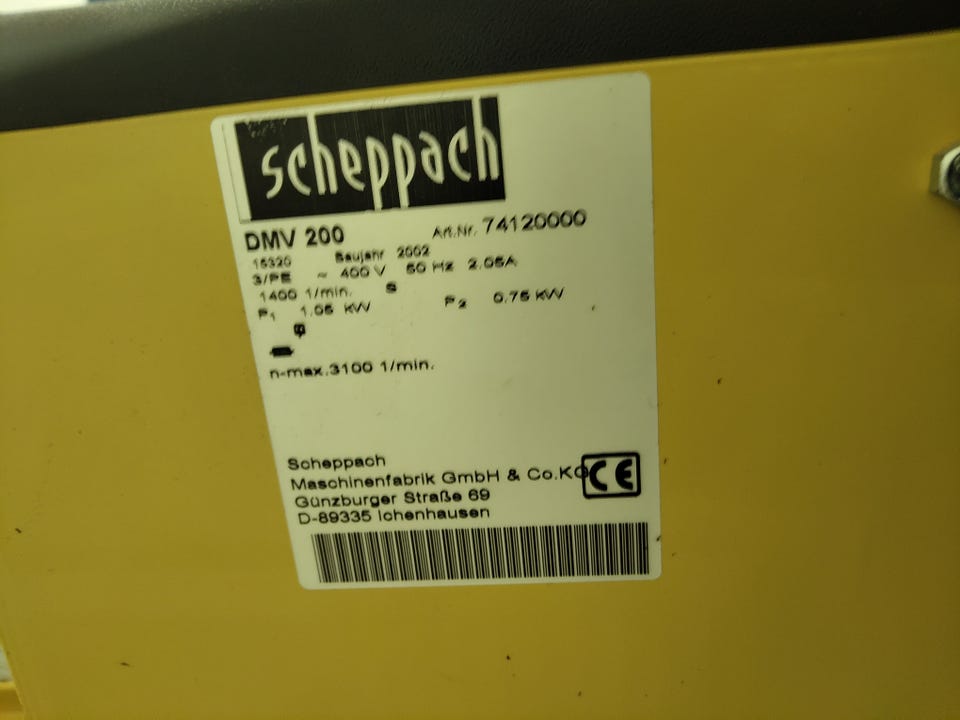 scheppach
DMV 200 Art.Nr. 74120000
15320 Baujahr 2002
3/PE ~ 400 V 50 Hz 2.05A
1400 1/min. S
P1 1.05 kW P2 0.75 kW
n-max.3100 1/min.
Scheppach
Maschinenfabrik GmbH & Co.KG CE
Günzburger Straße 69
D-89335 Ichenhausen